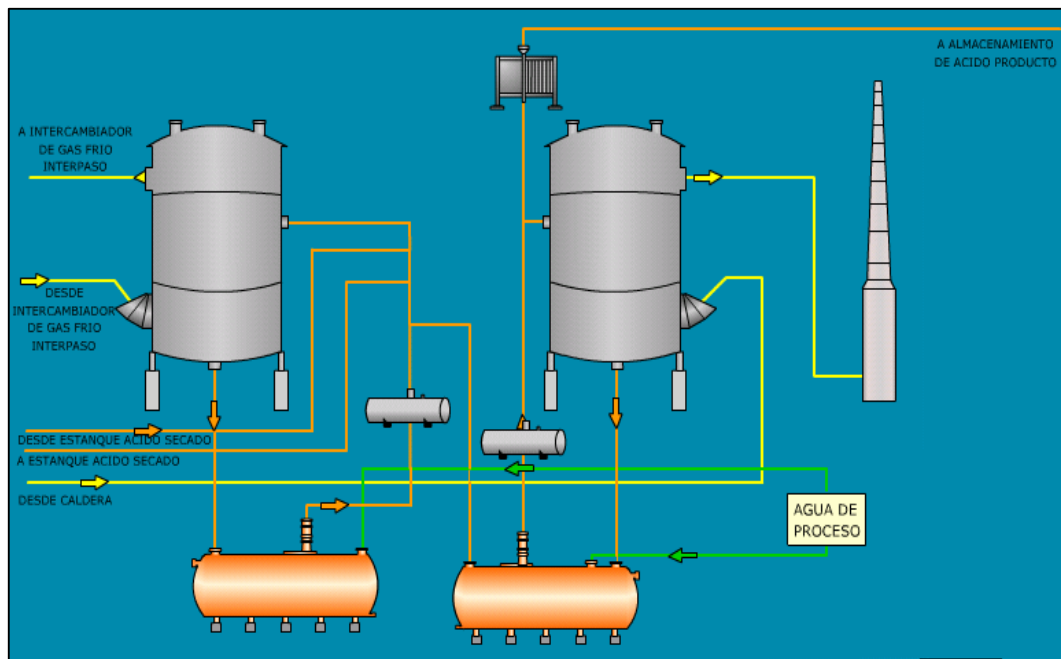 A ALMACENAMIENTO
DE ACIDO PRODUCTO
A INTERCAMBIADOR
DE GAS FRIO
INTERPASO
DESDE
INTERCAMBIADOR
DE GAS FRIO
INTERPASO
DESDE ESTANQUE ACIDO SECADO
A ESTANQUE ACIDO SECADO
DESDE CALDERA
AGUA DE
PROCESO